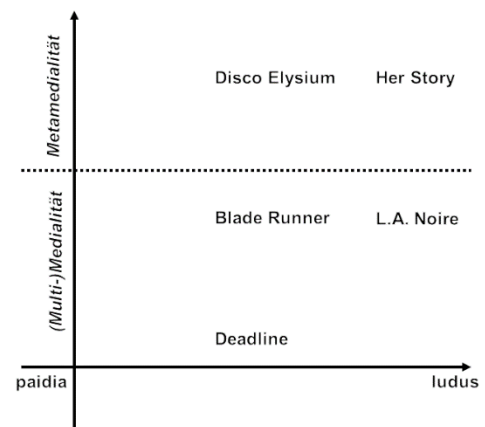 Metamedialität
Disco Elysium
Her Story
(Multi-)Medialität
Blade Runner
L.A. Noire
Deadline
paidia
ludus